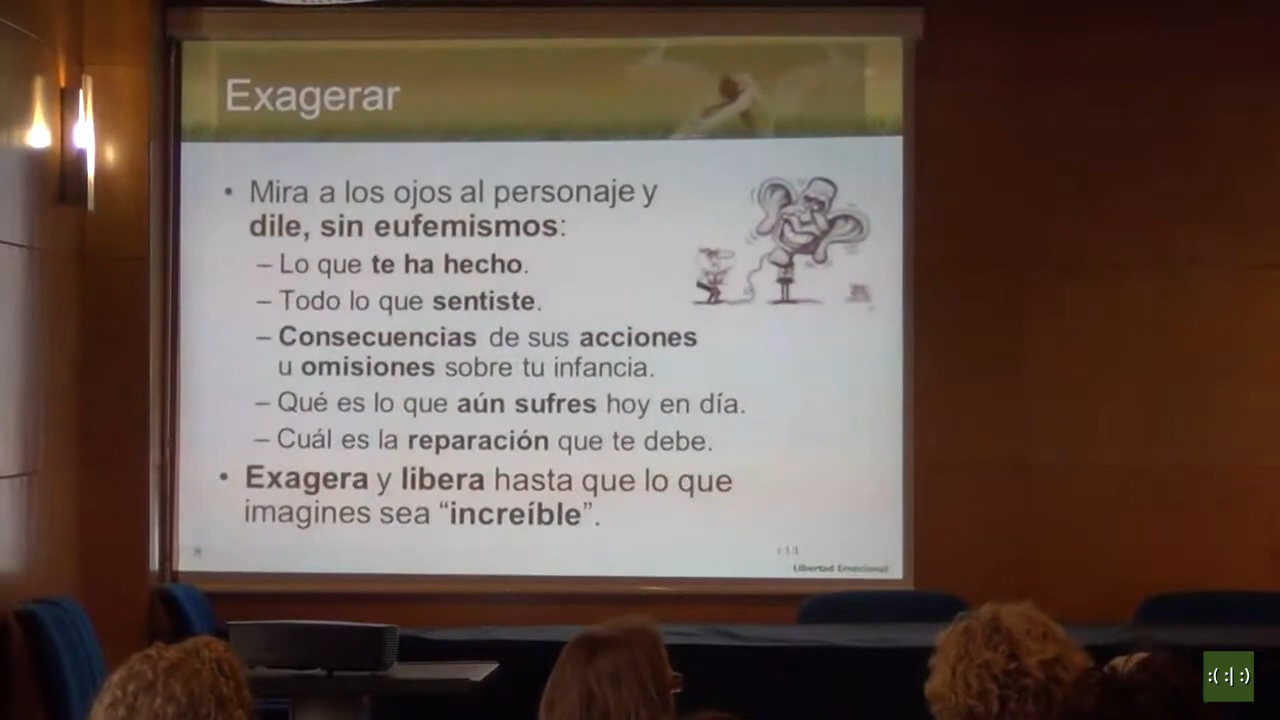 Exagerar
• Mira a los ojos al personaje y
dile, sin eufemismos:
– Lo que te ha hecho.
– Todo lo que sentiste.
– Consecuencias de sus acciones
u omisiones sobre tu infancia.
– Qué es lo que aún sufres hoy en día.
– Cuál es la reparación que te debe.
• Exagera y libera hasta que lo que
imagines sea “increíble”.
Libertad Emocional
:( :| :)